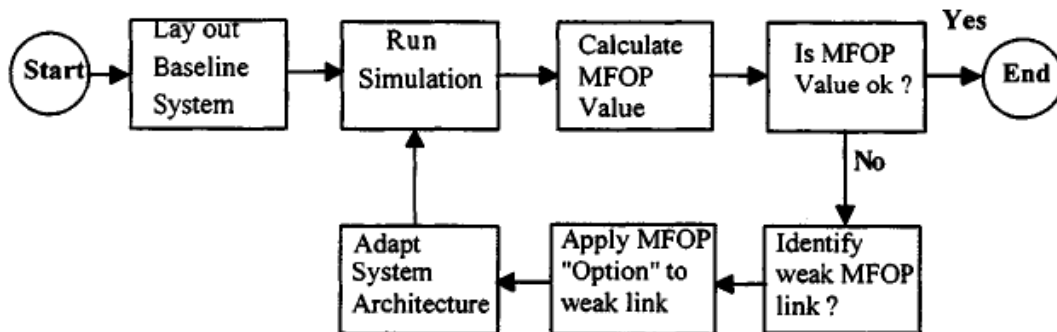 Start
Lay out
Baseline
System
Run
Simulation
Calculate
MFOP
Value
Is MFOP
Value ok ?
Yes
End
No
Identify
weak MFOP
link ?
Apply MFOP
"Option" to
weak link
Adapt
System
Architecture